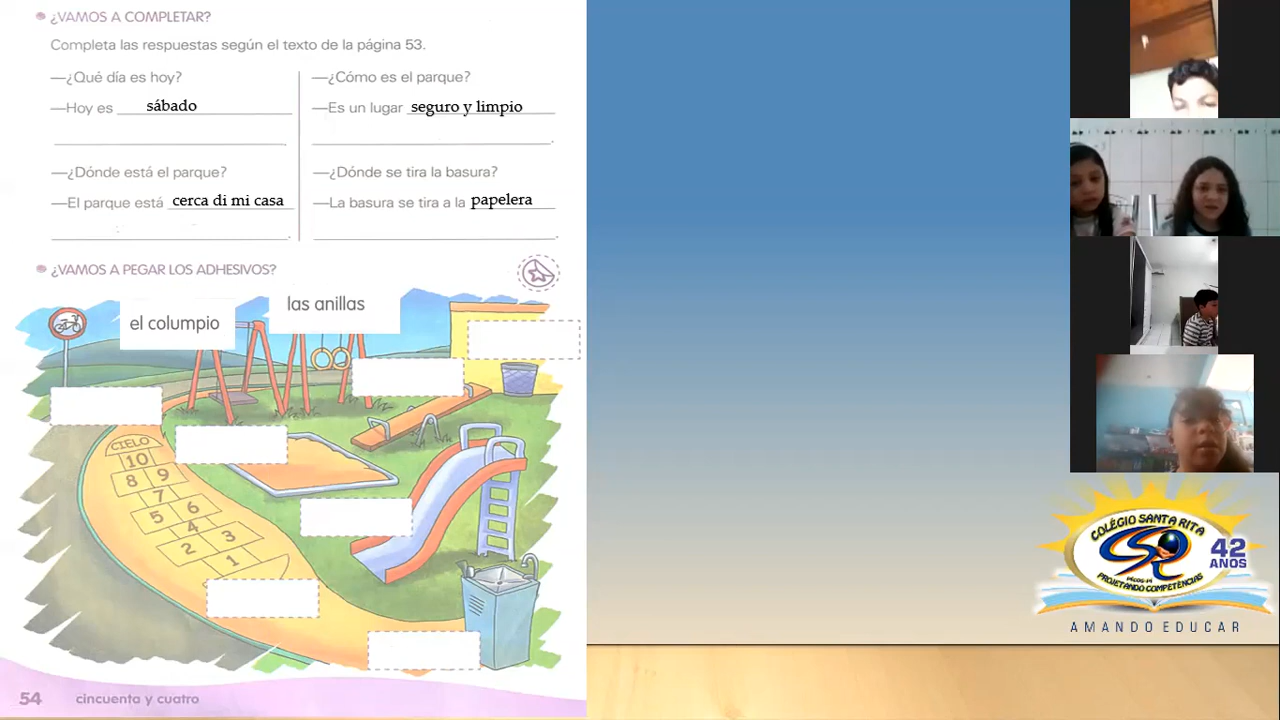 ¿VAMOS A COMPLETAR?
Completa las respuestas según el texto de la página 53.
—¿Qué día es hoy?
—Hoy es sábado
—¿Dónde está el parque?
—El parque está cerca di mi casa
—¿Cómo es el parque?
—Es un lugar seguro y limpio
—¿Dónde se tira la basura?
—La basura se tira a la papelera
¿VAMOS A PEGAR LOS ADHESIVOS?
el columpio
las anillas
CIELO
10
8 9
7
5 6
4
2 3
1
54 cincuenta y cuatro
COLÉGIO SANTA RITA
42
ANOS
PICOS-PI
PROJETANDO COMPETÊNCIAS
AMANDO EDUCAR